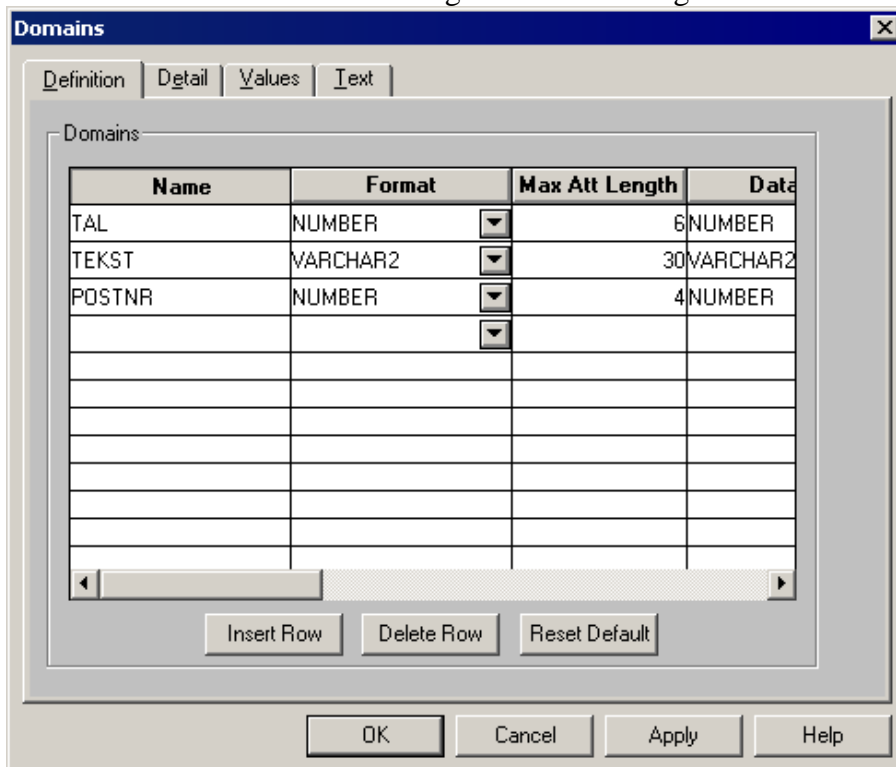 Domains
Definition Detail Values Text
Domains
Name Format Max Att Length Data
TAL NUMBER 6 NUMBER
TEKST VARCHAR2 30 VARCHAR2
POSTNR NUMBER 4 NUMBER
Insert Row Delete Row Reset Default
OK Cancel Apply Help